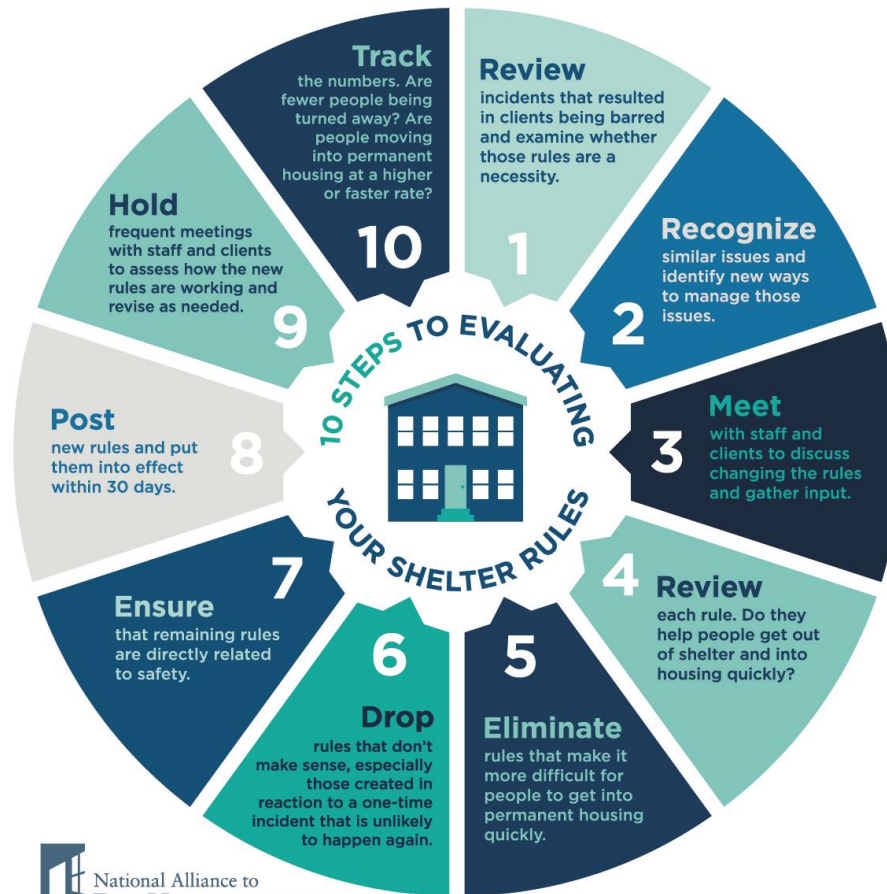 10 STEPS TO EVALUATING
YOUR SHELTER RULES
1
Review
incidents that resulted
in clients being barred
and examine whether
those rules are a
necessity.
2
Recognize
similar issues and
identify new ways
to manage those
issues.
3
Meet
with staff and
clients to discuss
changing the rules
and gather input.
4
Review
each rule. Do they
help people get out
of shelter and into
housing quickly?
5
Eliminate
rules that make it
more difficult for
people to get into
permanent housing
quickly.
6
Drop
rules that don't
make sense, especially
those created in
reaction to a one-time
incident that is unlikely
to happen again.
7
Ensure
that remaining rules
are directly related
to safety.
8
Post
new rules and put
them into effect
within 30 days.
9
Hold
frequent meetings
with staff and clients
to assess how the new
rules are working and
revise as needed.
10
Track
the numbers. Are
fewer people being
turned away? Are
people moving
into permanent
housing at a higher
or faster rate?
National Alliance to